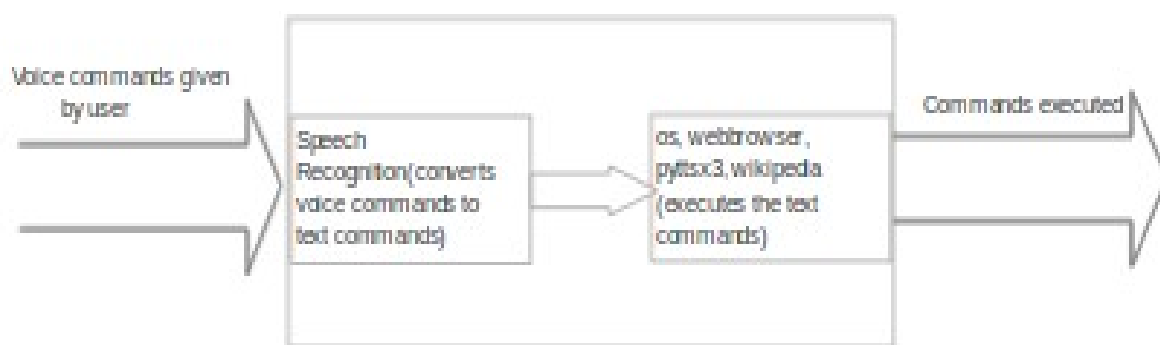 Voice commands given
by user
Speech
Recognition(converts
voice commands to
text commands)
os, webbrowser,
pyttsx3, wikipedia
(executes the text
commands)
Commands executed